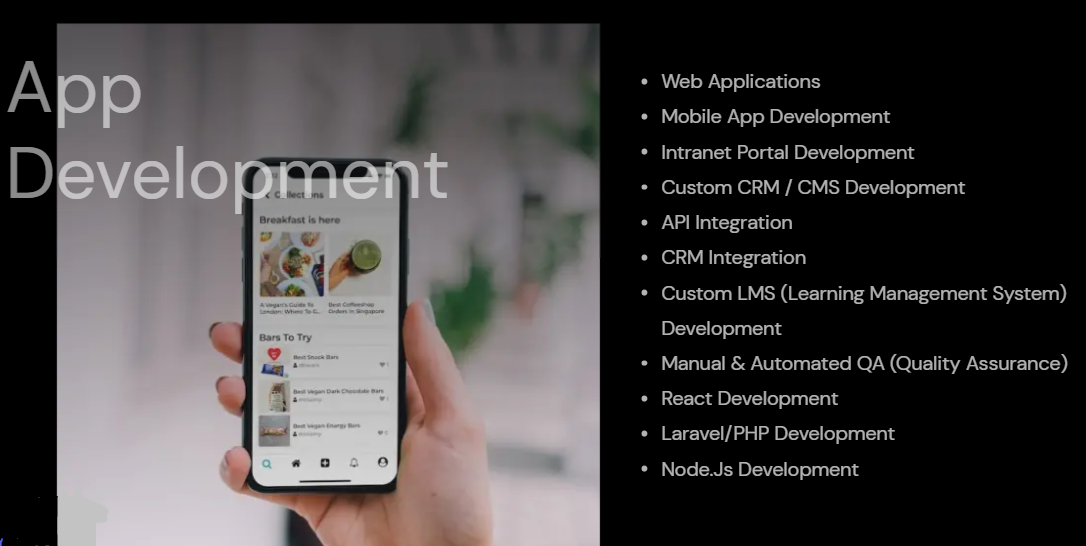 App
Development
Collections
Breakfast is here
A Vegan's Guide To
London: Where To
Best Coffeeshop
Orders In Singapore
Bars To Try
Best Snack Bars
Best Vegan Dark Chocolate Bars
Best Vegan Energy Bars
• Web Applications
• Mobile App Development
• Intranet Portal Development
• Custom CRM / CMS Development
• API Integration
• CRM Integration
• Custom LMS (Learning Management System)
Development
• Manual & Automated QA (Quality Assurance)
• React Development
• Laravel/PHP Development
• Node.Js Development